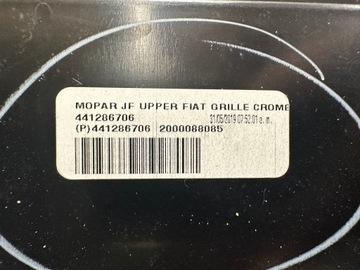 MOPAR JF UPPER FIAT GRILLE CROME
441286706 31/05/2019 07:52:01 a. m.
(P)441286706 2000088085